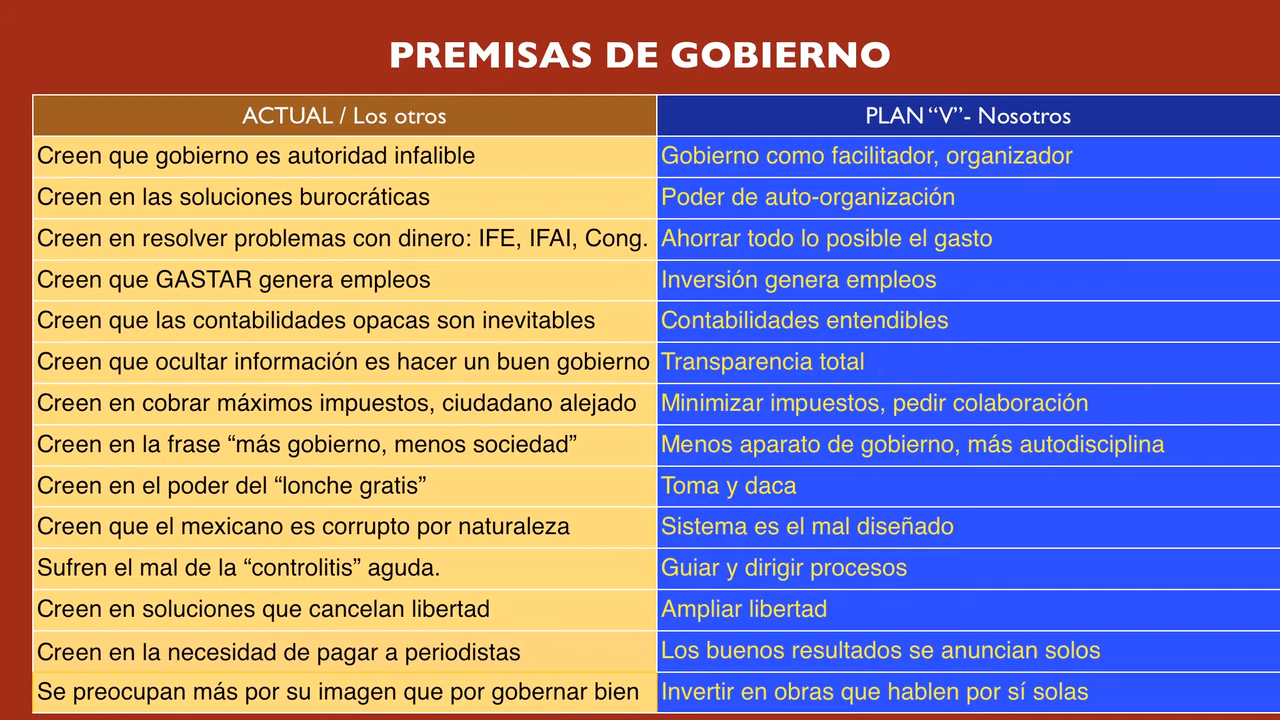 PREMISAS DE GOBIERNO
ACTUAL / Los otros
PLAN “V”- Nosotros
Creen que gobierno es autoridad infalible
Gobierno como facilitador, organizador
Creen en las soluciones burocráticas
Poder de auto-organización
Creen en resolver problemas con dinero: IFE, IFAI, Cong.
Ahorrar todo lo posible el gasto
Creen que GASTAR genera empleos
Inversión genera empleos
Creen que las contabilidades opacas son inevitables
Contabilidades entendibles
Creen que ocultar información es hacer un buen gobierno
Transparencia total
Creen en cobrar máximos impuestos, ciudadano alejado
Minimizar impuestos, pedir colaboración
Creen en la frase “más gobierno, menos sociedad”
Menos aparato de gobierno, más autodisciplina
Creen en el poder del “lonche gratis”
Toma y daca
Creen que el mexicano es corrupto por naturaleza
Sistema es el mal diseñado
Sufren el mal de la “controlitis” aguda.
Guiar y dirigir procesos
Creen en soluciones que cancelan libertad
Ampliar libertad
Creen en la necesidad de pagar a periodistas
Los buenos resultados se anuncian solos
Se preocupan más por su imagen que por gobernar bien
Invertir en obras que hablen por sí solas